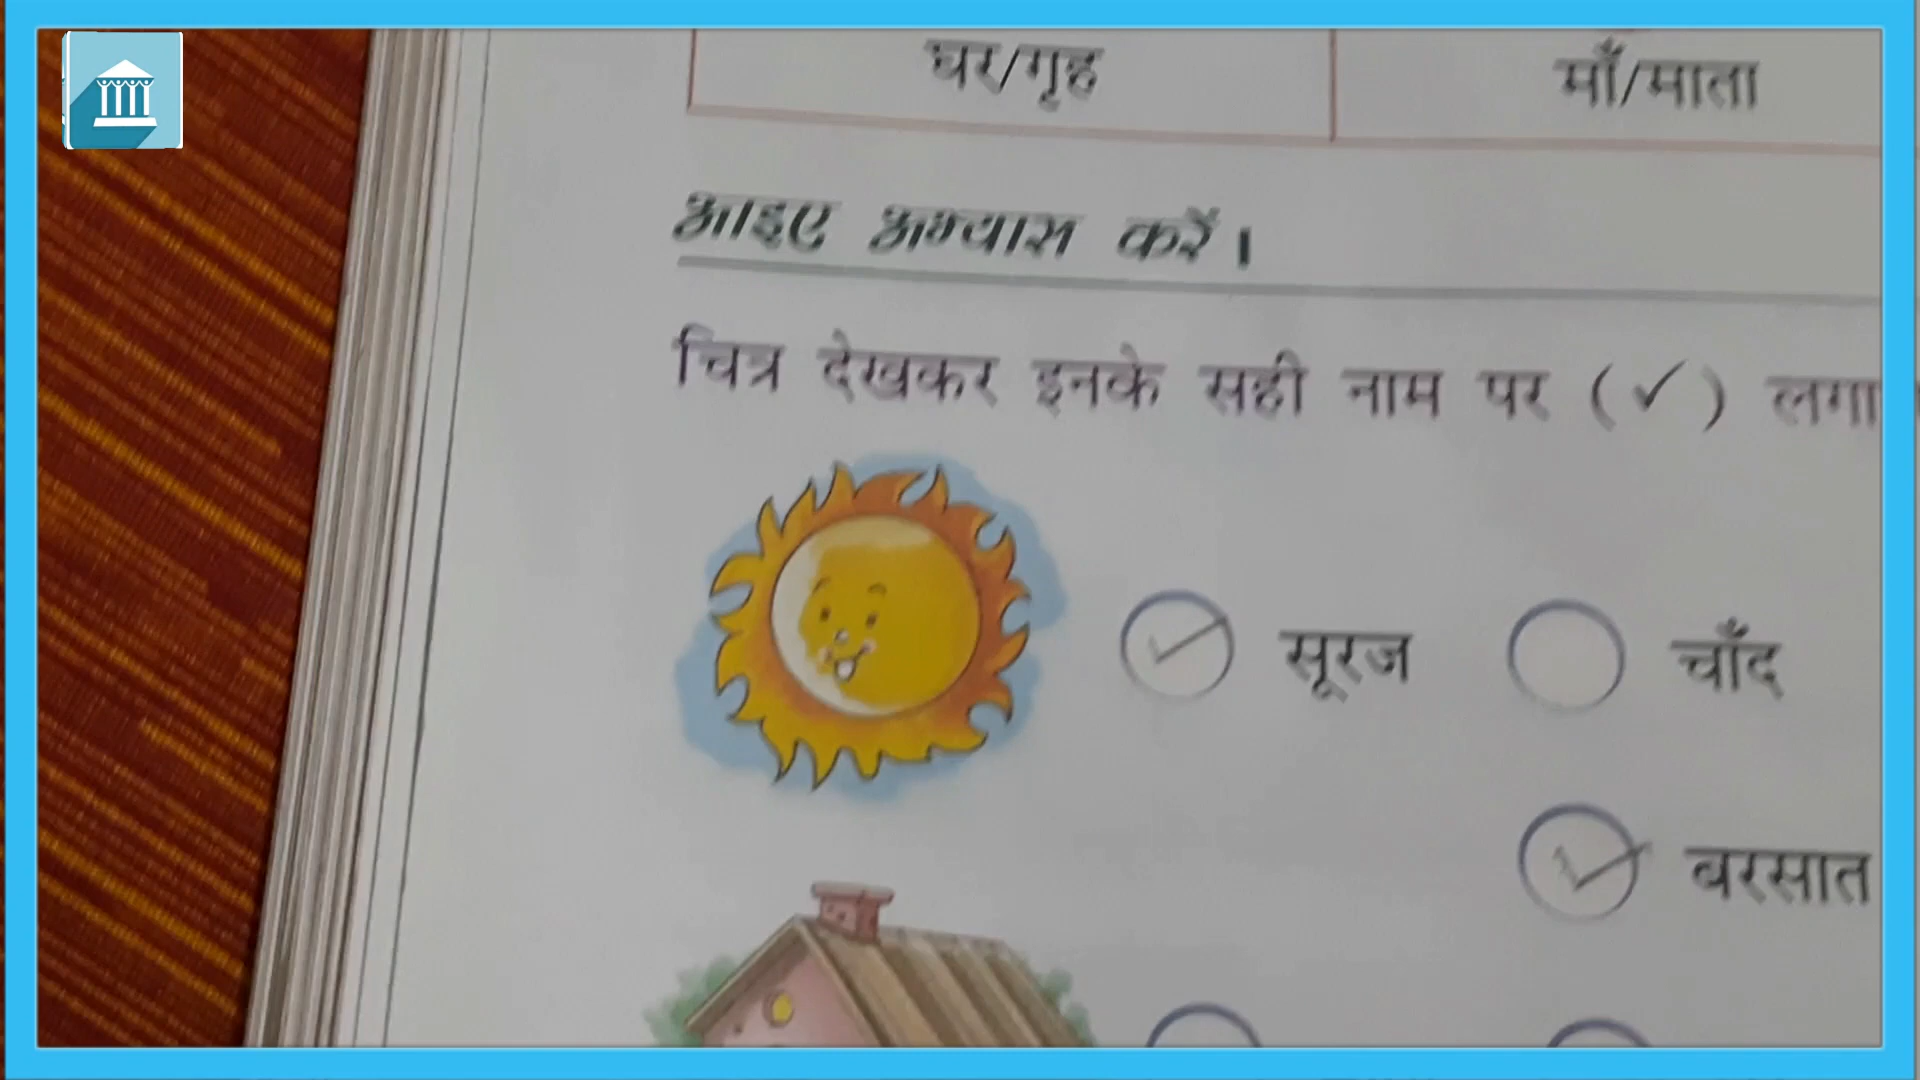 घर/गृह
माँ/माता
आइए अभ्यास करें।
चित्र देखकर इनके सही नाम पर (✓) लगा
सूरज
चाँद
बरसात